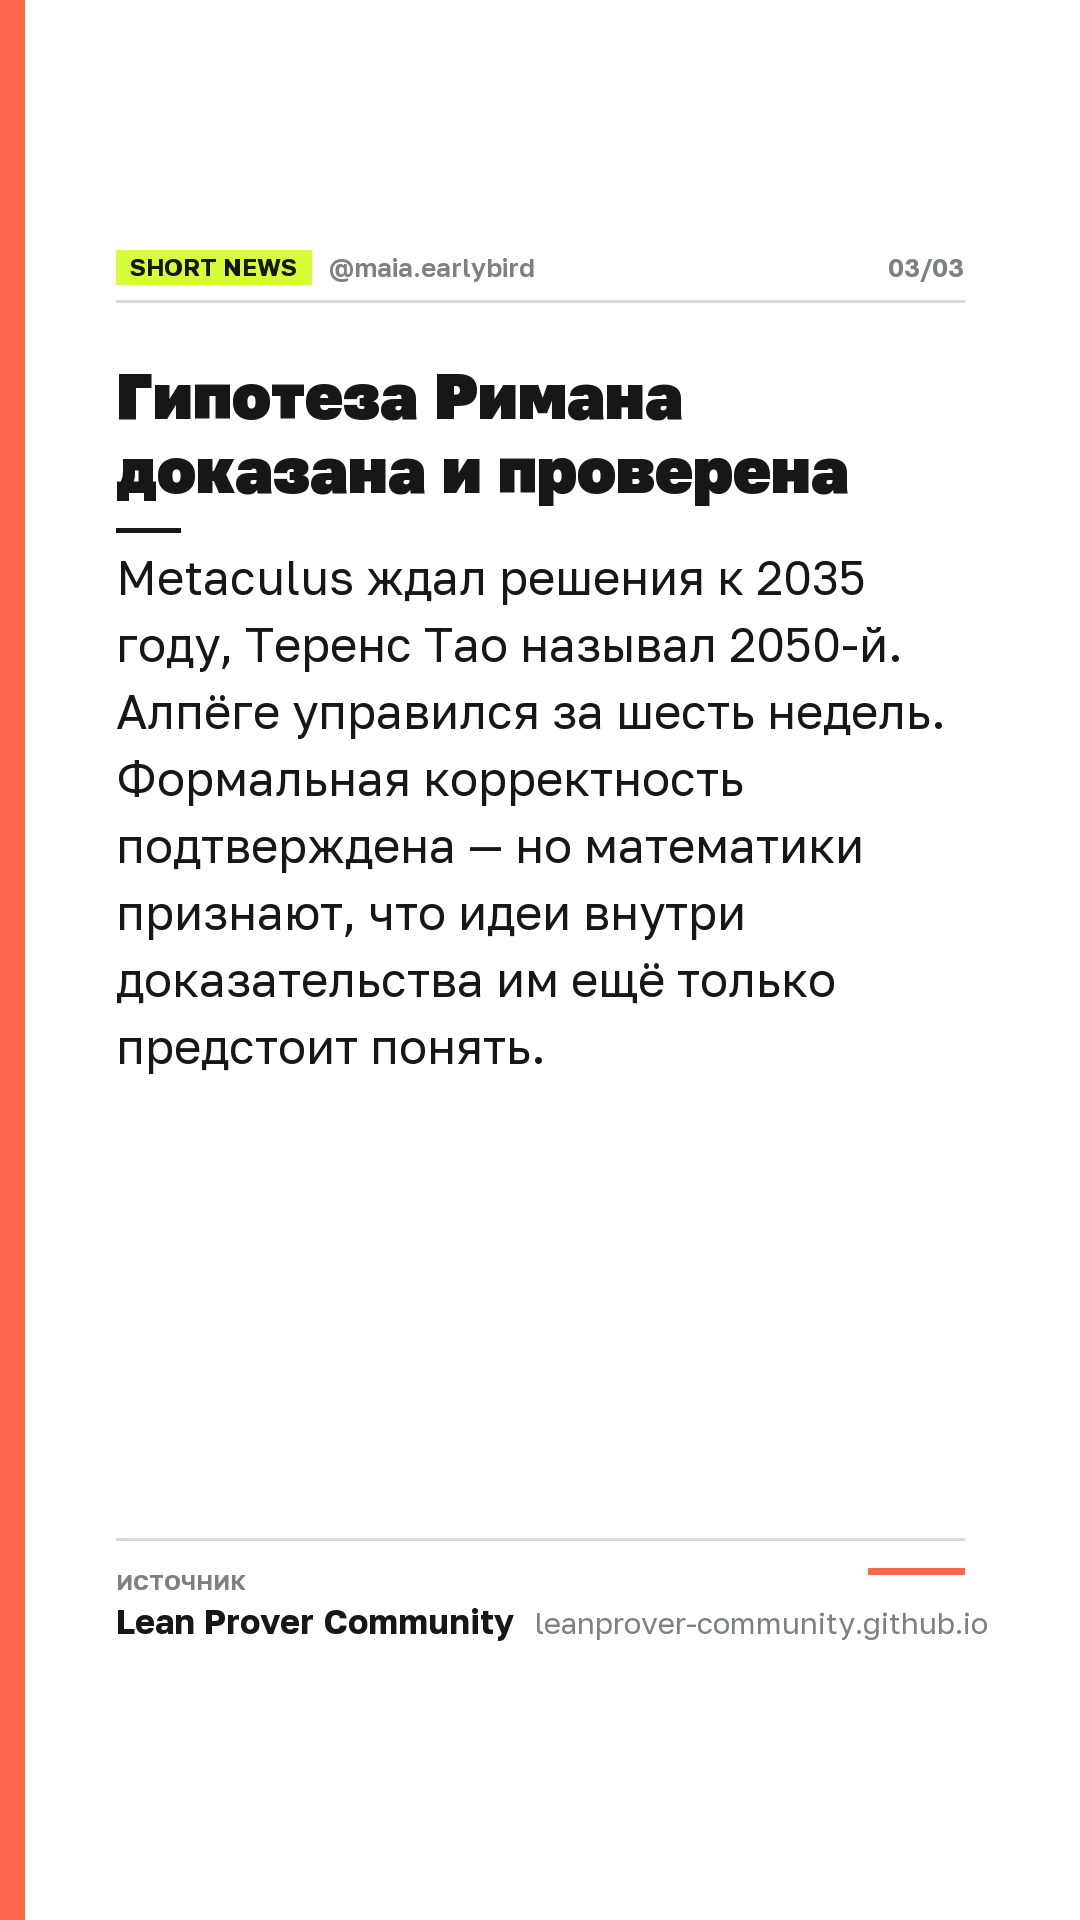 SHORT NEWS @maia.earlybird 03/03
Гипотеза Римана
доказана и проверена
Metaculus ждал решения к 2035
году, Теренс Тао называл 2050-й.
Алпёге управился за шесть недель.
Формальная корректность
подтверждена — но математики
признают, что идеи внутри
доказательства им ещё только
предстоит понять.
источник
Lean Prover Community leanprover-community.github.io